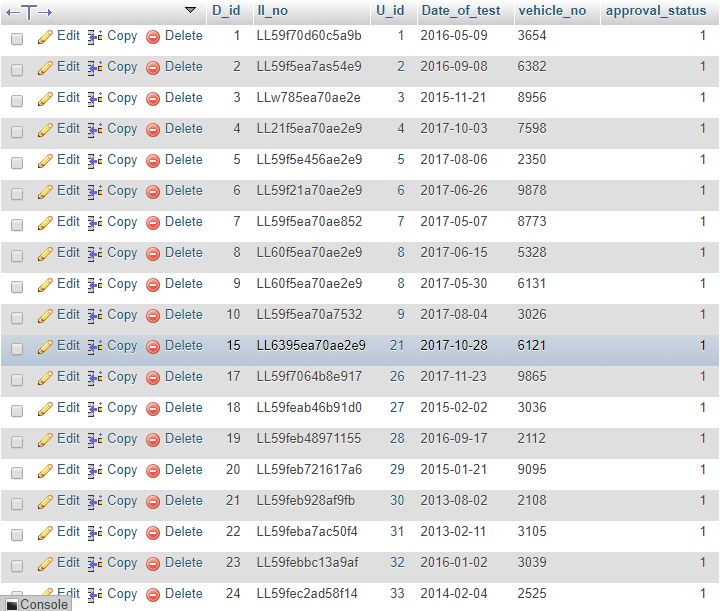 D_id ll_no U_id Date_of_test vehicle_no approval_status
Edit Copy Delete 1 LL59f70d60c5a9b 1 2016-05-09 3654 1
Edit Copy Delete 2 LL59f5ea7as54e9 2 2016-09-08 6382 1
Edit Copy Delete 3 LLw785ea70ae2e 3 2015-11-21 8956 1
Edit Copy Delete 4 LL21f5ea70ae2e9 4 2017-10-03 7598 1
Edit Copy Delete 5 LL59f5e456ae2e9 5 2017-08-06 2350 1
Edit Copy Delete 6 LL59f21a70ae2e9 6 2017-06-26 9878 1
Edit Copy Delete 7 LL59f5ea70ae852 7 2017-05-07 8773 1
Edit Copy Delete 8 LL60f5ea70ae2e9 8 2017-06-15 5328 1
Edit Copy Delete 9 LL60f5ea70ae2e9 8 2017-05-30 6131 1
Edit Copy Delete 10 LL59f5ea70a7532 9 2017-08-04 3026 1
Edit Copy Delete 15 LL6395ea70ae2e9 21 2017-10-28 6121 1
Edit Copy Delete 17 LL59f7064b8e917 26 2017-11-23 9865 1
Edit Copy Delete 18 LL59feab46b91d0 27 2015-02-02 3036 1
Edit Copy Delete 19 LL59feb48971155 28 2016-09-17 2112 1
Edit Copy Delete 20 LL59feb721617a6 29 2015-01-21 9095 1
Edit Copy Delete 21 LL59feb928af9fb 30 2013-08-02 2108 1
Edit Copy Delete 22 LL59feba7ac50f4 31 2013-02-11 3105 1
Edit Copy Delete 23 LL59febbc13a9af 32 2016-01-02 3039 1
Edit Copy Delete 24 LL59fec2ad58f14 33 2014-02-04 2525 1
Console